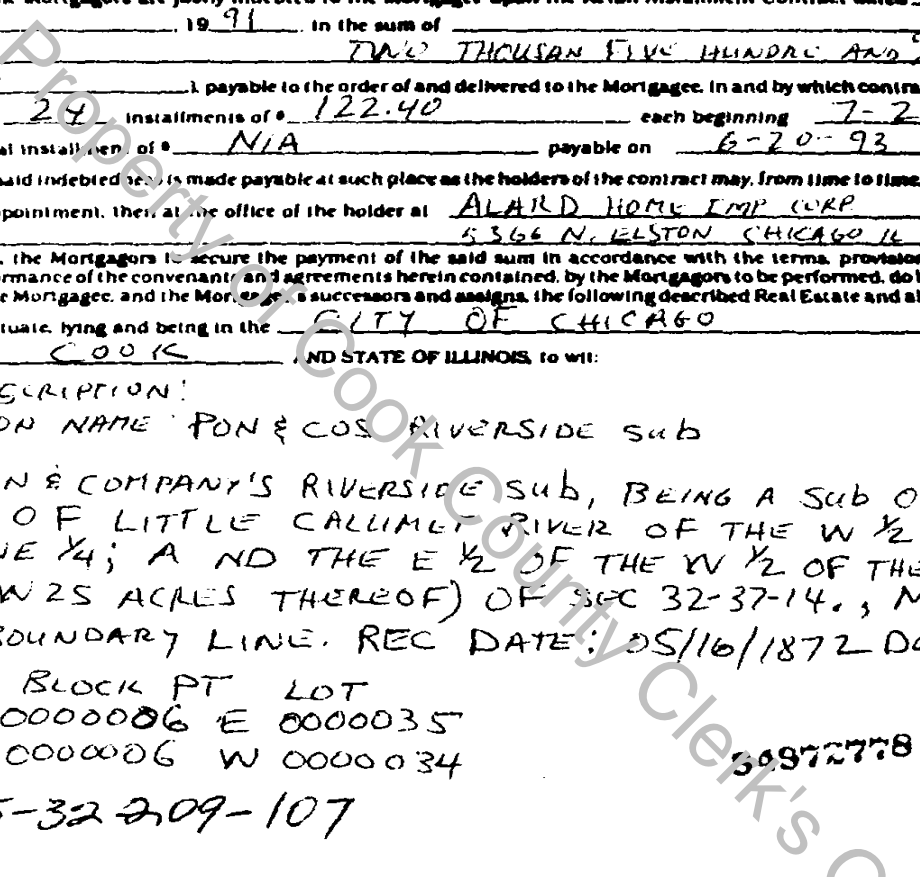 19 91 in the sum of
TWO THOUSAN FIVE HUNDRE AND
), payable to the order of and delivered to the Mortgagee, in and by which contra
24 installments of $ 122.40 each beginning 7-2
al installment of $ N/A payable on 6-20-93
said indebtedness is made payable at such place as the holders of the contract may, from time to time,
ppointment, then at the office of the holder at ALARD HOME IMP CORP
5366 N. ELSTON CHICAGO IL
, the Mortgagors to secure the payment of the said sum in accordance with the terms, provision
ormance of the convenants and agreements herein contained, by the Mortgagors to be performed, do
e Mortgagee, and the Mortgagee's successors and assigns, the following described Real Estate and al
tuate, lying and being in the CITY OF CHICAGO
COOK AND STATE OF ILLINOIS, to wit:
SCRIPTION:
ON NAME PON & COS RIVERSIDE Sub
N & COMPANY'S RIVERSIDE Sub, BEING A Sub O
OF LITTLE CALLIMET RIVER OF THE W 1/2
NE 1/4; A ND THE E 1/2 OF THE W 1/2 OF THE
W 25 ACRES THEREOF) OF SEC 32-37-14., N
BOUNDARY LINE. REC DATE: 05/16/1872 DO
BLOCK PT LOT
0000006 E 0000035
0000006 W 0000034
-32-209-107
Property of Cook County Clerk's O